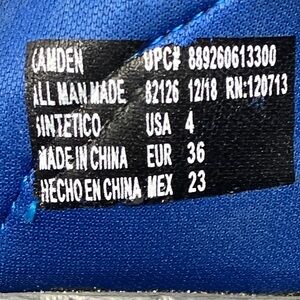 CAMDEN UPC# 889260613300
ALL MAN MADE 82126 12/18 RN:120713
SINTETICO USA 4
MADE IN CHINA EUR 36
HECHO EN CHINA MEX 23